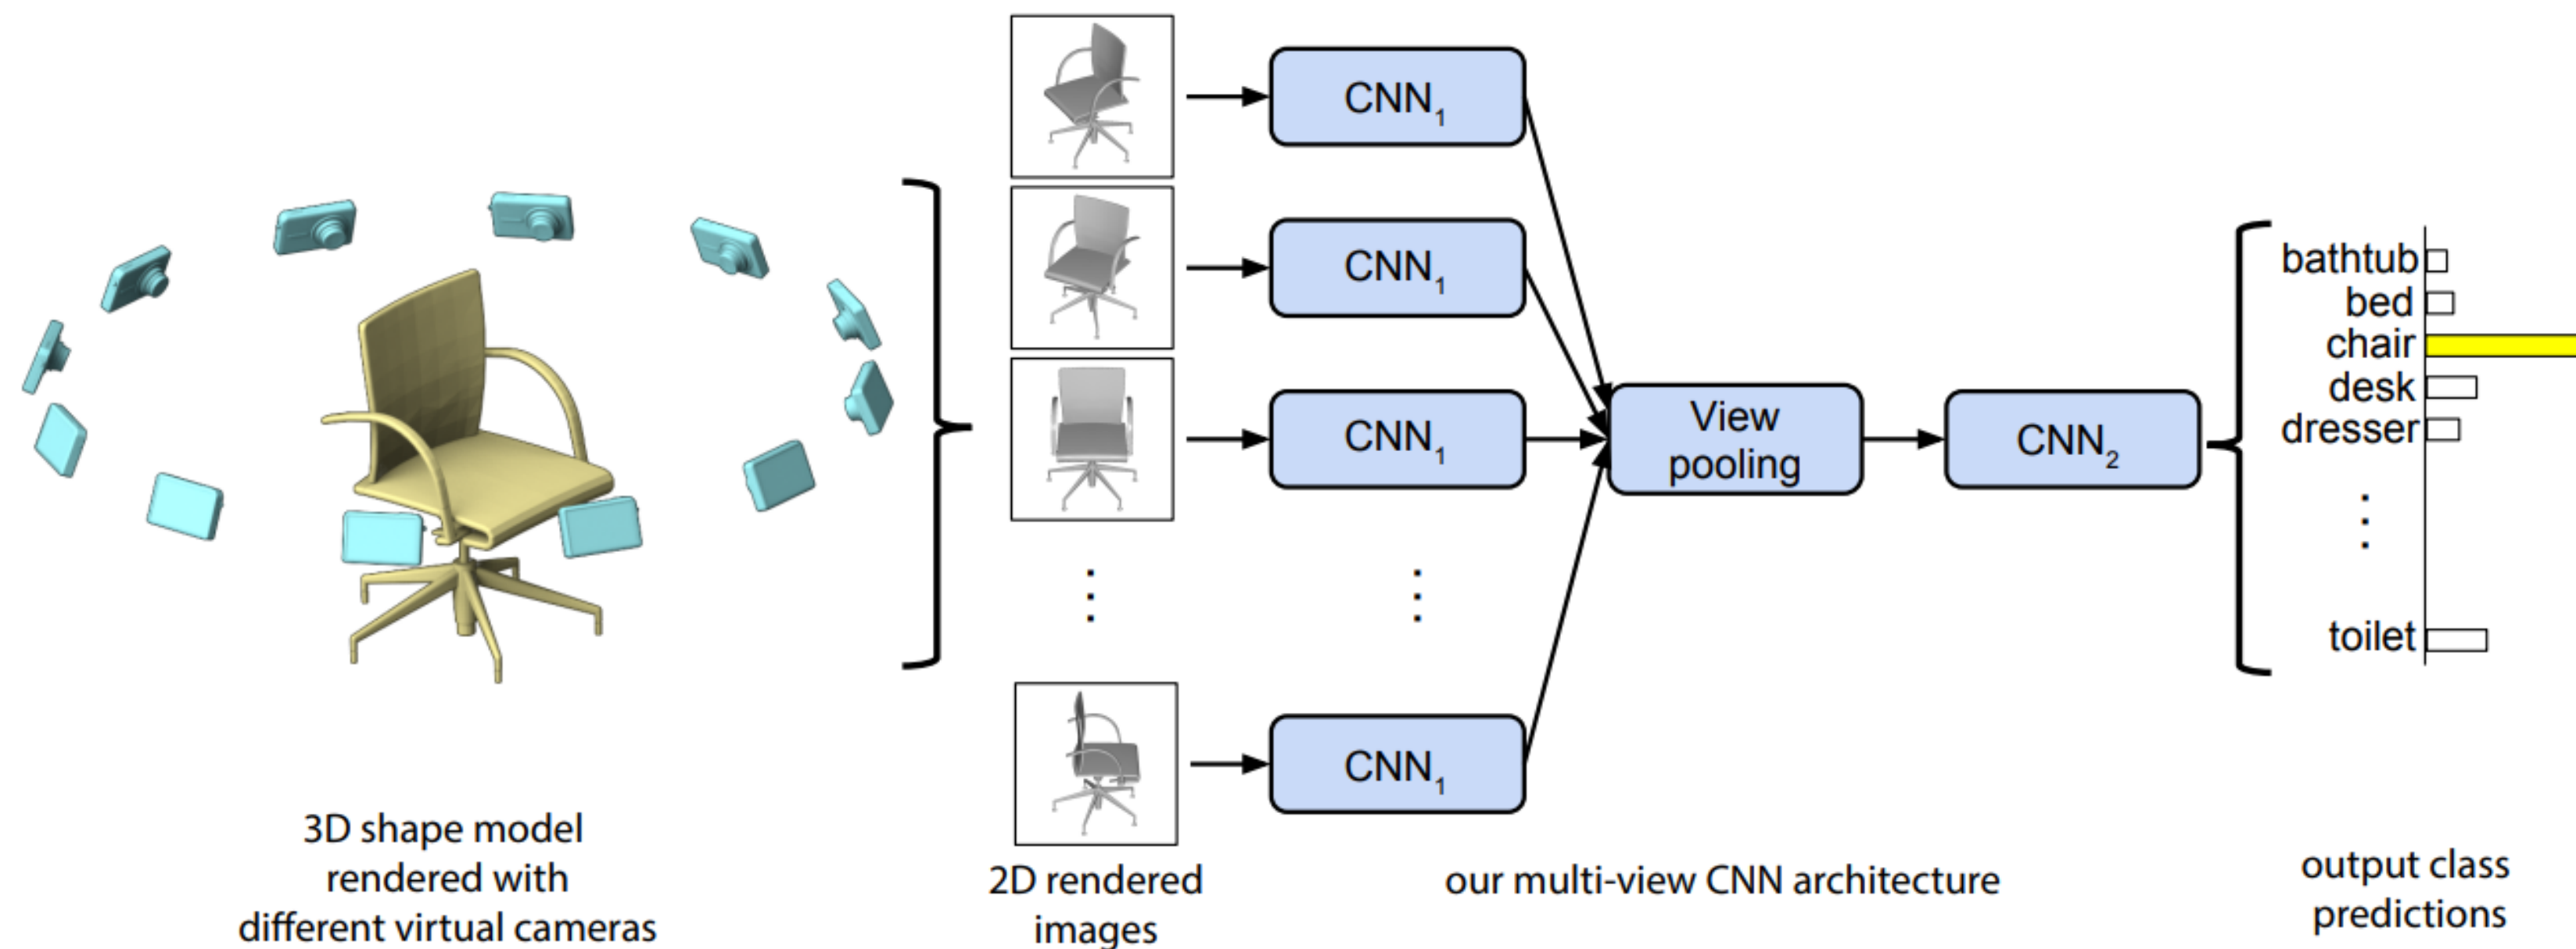 CNN₁
CNN₁
CNN₁
CNN₁
View
pooling
CNN₂
bathtub
bed
chair
desk
dresser
toilet
3D shape model
rendered with
different virtual cameras
2D rendered
images
our multi-view CNN architecture
output class
predictions